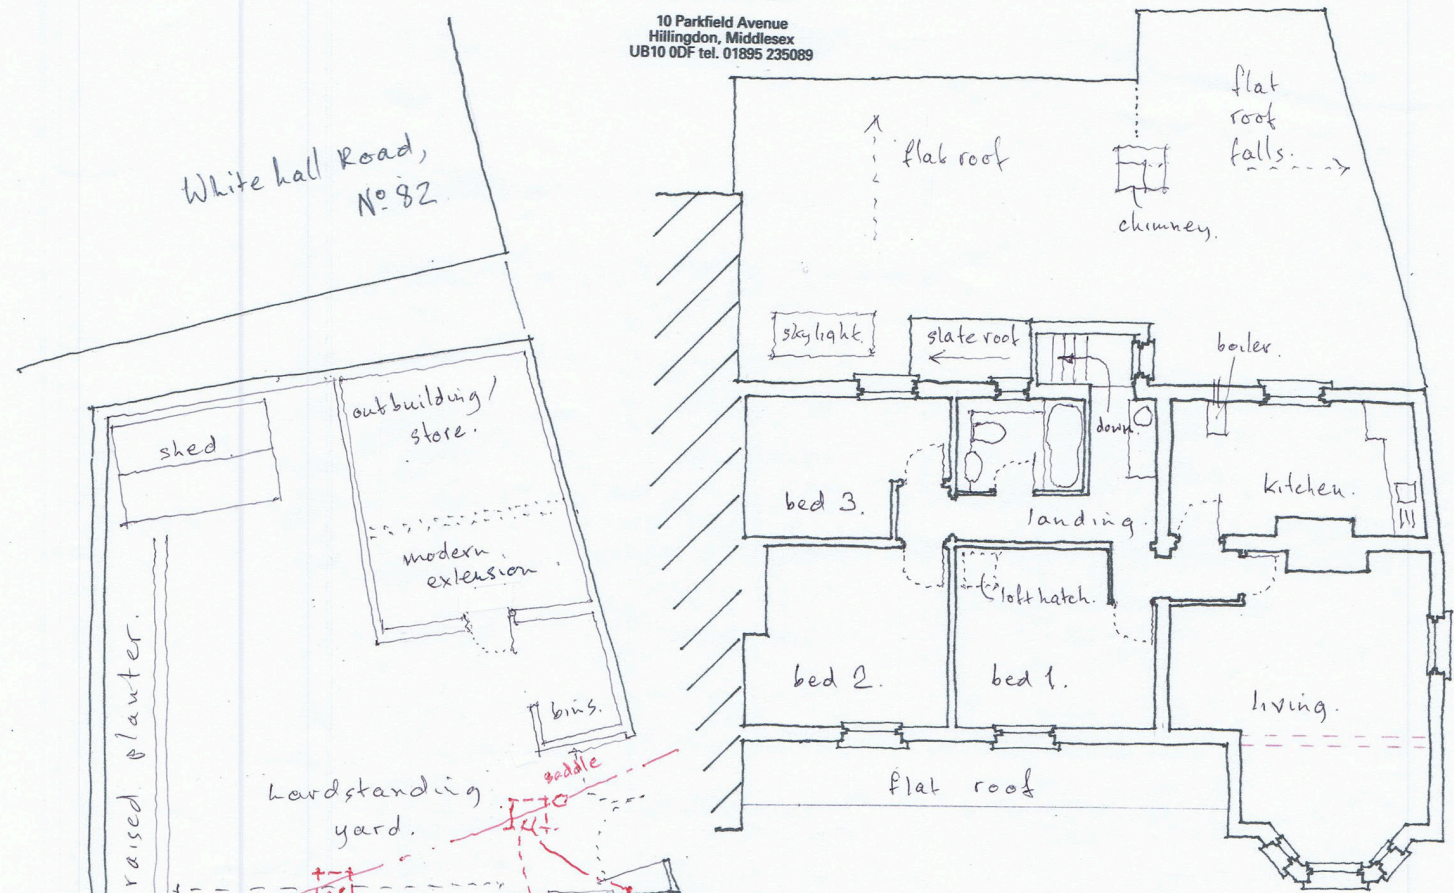 10 Parkfield Avenue
Hillingdon, Middlesex
UB10 0DF tel. 01895 235089
Whitehall Road,
Nº 82
flat
roof
falls.
flat roof
chimney.
skylight.
slate roof
boiler.
outbuilding /
store.
shed
down.
bed 3.
kitchen.
landing.
modern
extension
loft hatch.
raised planter.
bed 2.
bed 1.
living.
bins.
saddle
hardstanding
yard.
flat roof